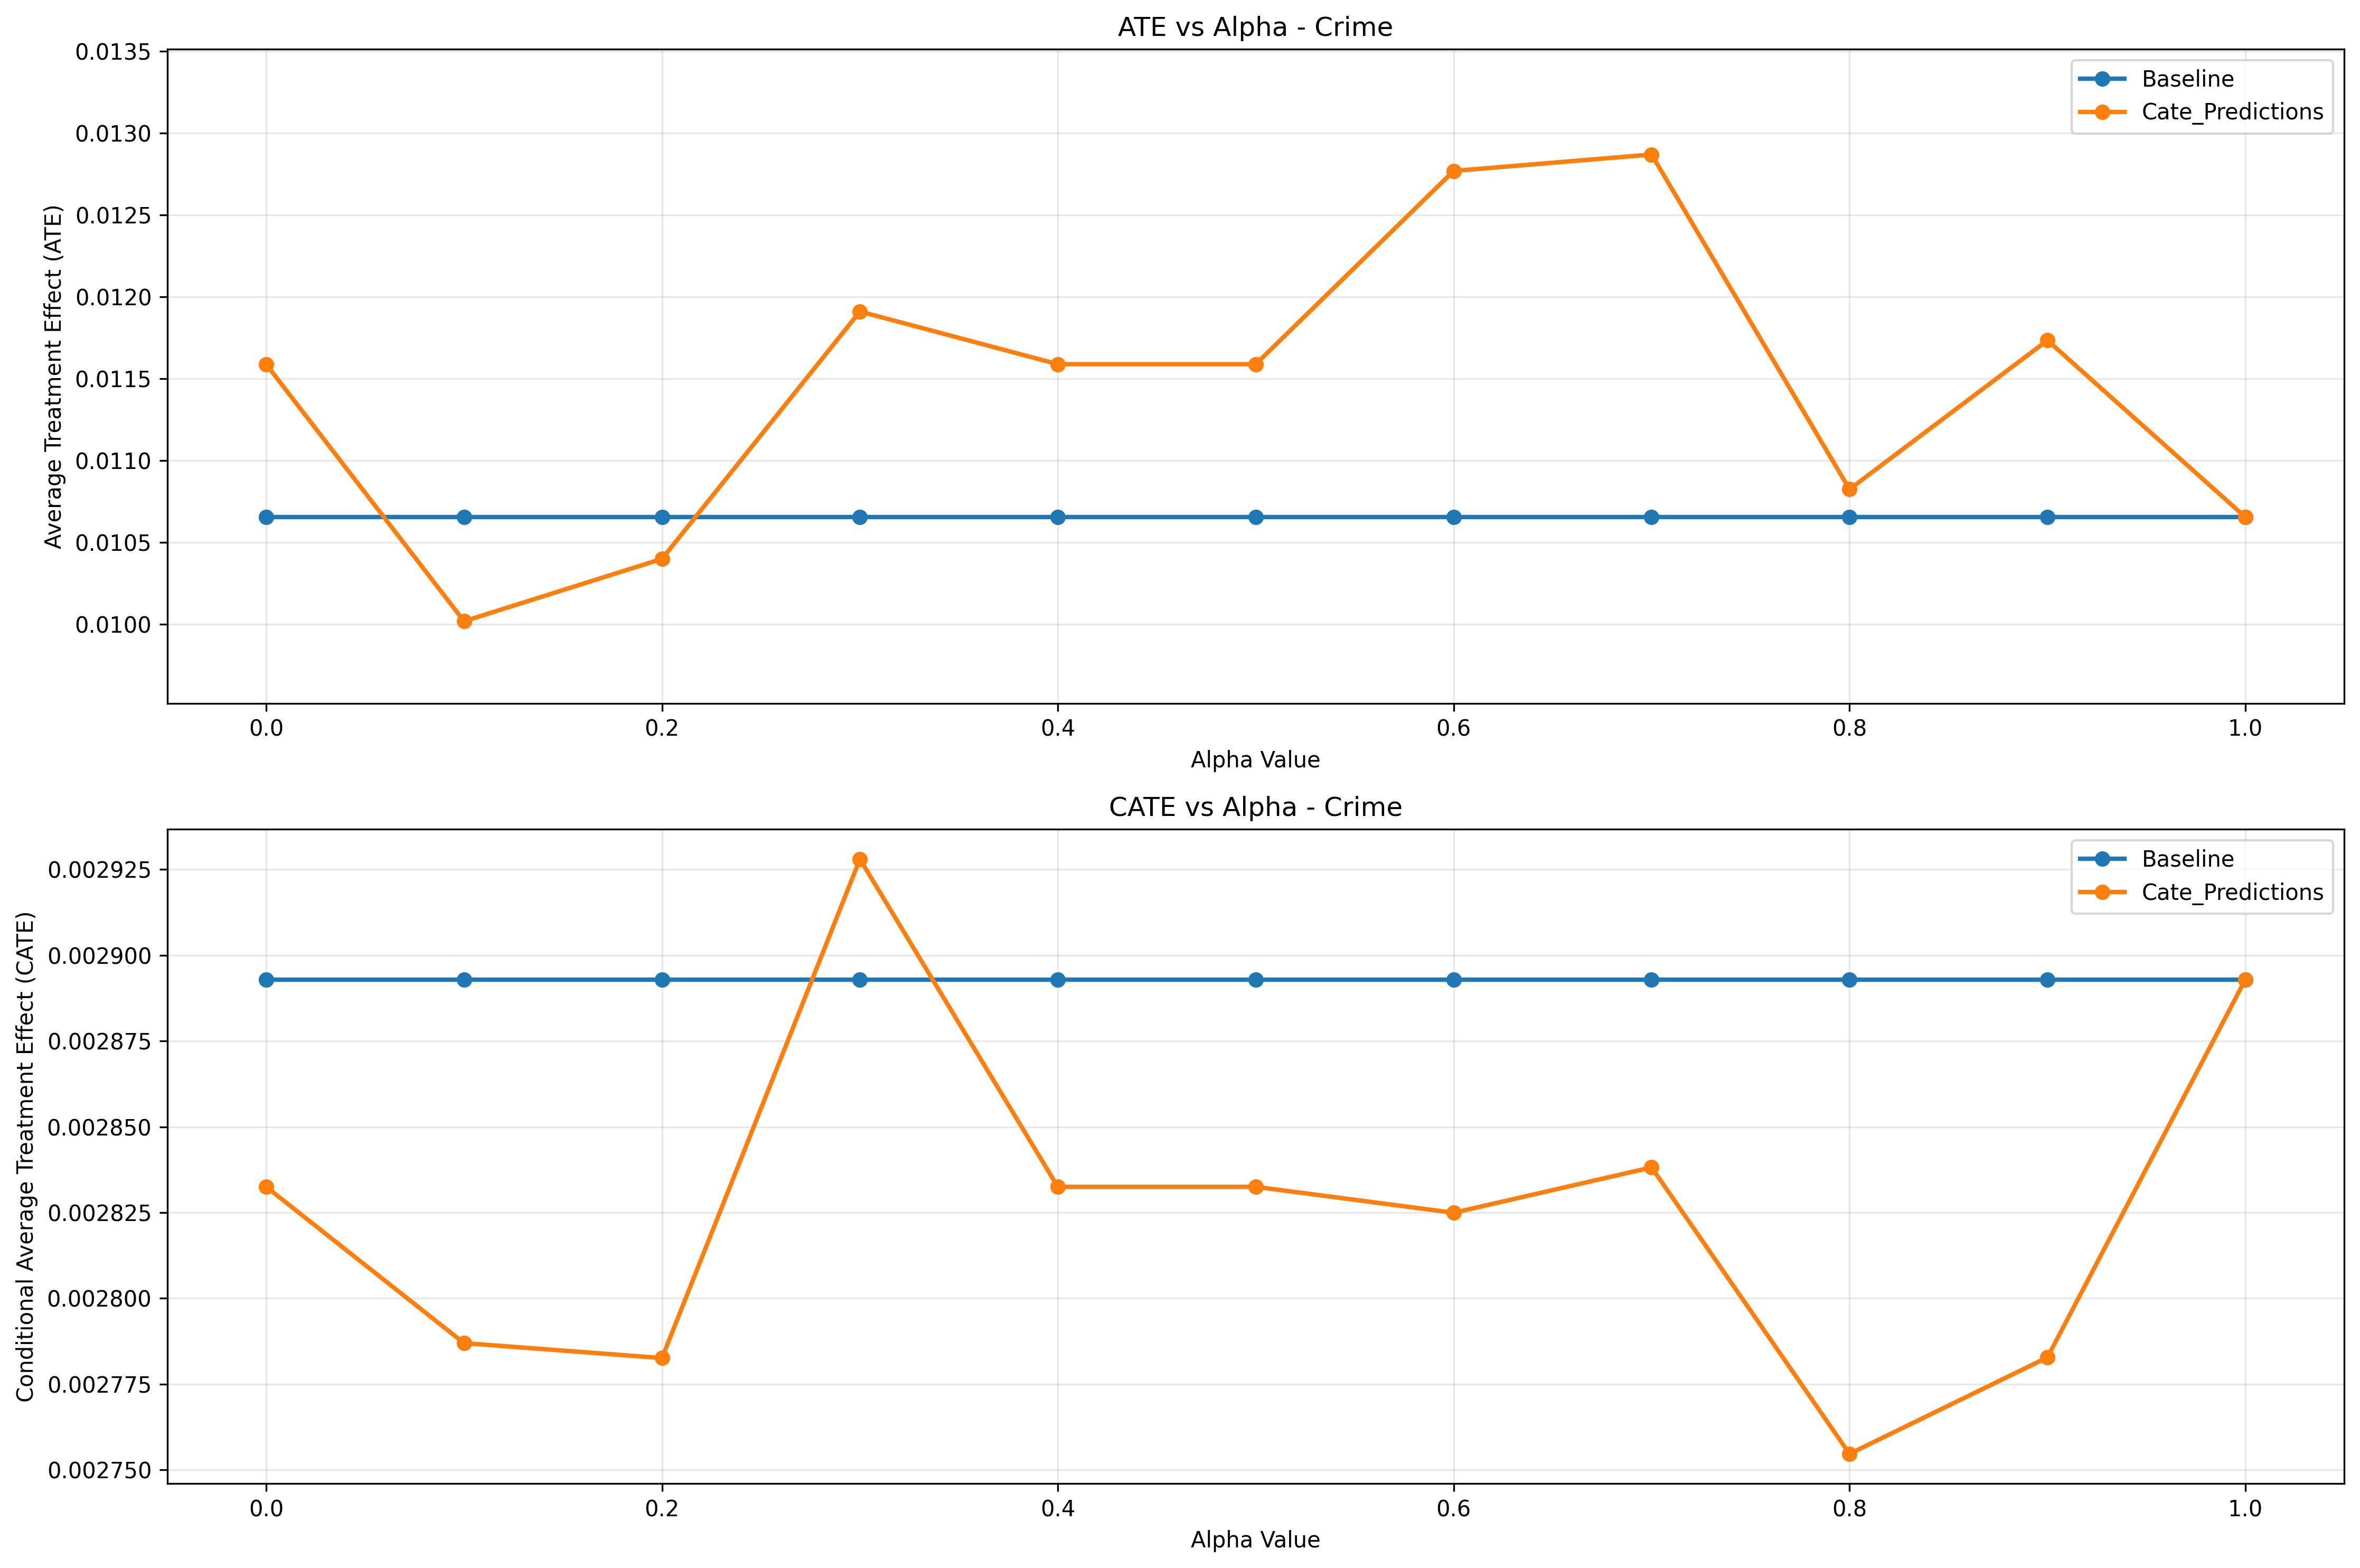 ATE vs Alpha - Crime
Average Treatment Effect (ATE)
0.0135
0.0130
0.0125
0.0120
0.0115
0.0110
0.0105
0.0100
Baseline
Cate_Predictions
0.0 0.2 0.4 0.6 0.8 1.0
Alpha Value
CATE vs Alpha - Crime
Conditional Average Treatment Effect (CATE)
0.002925
0.002900
0.002875
0.002850
0.002825
0.002800
0.002775
0.002750
Baseline
Cate_Predictions
0.0 0.2 0.4 0.6 0.8 1.0
Alpha Value